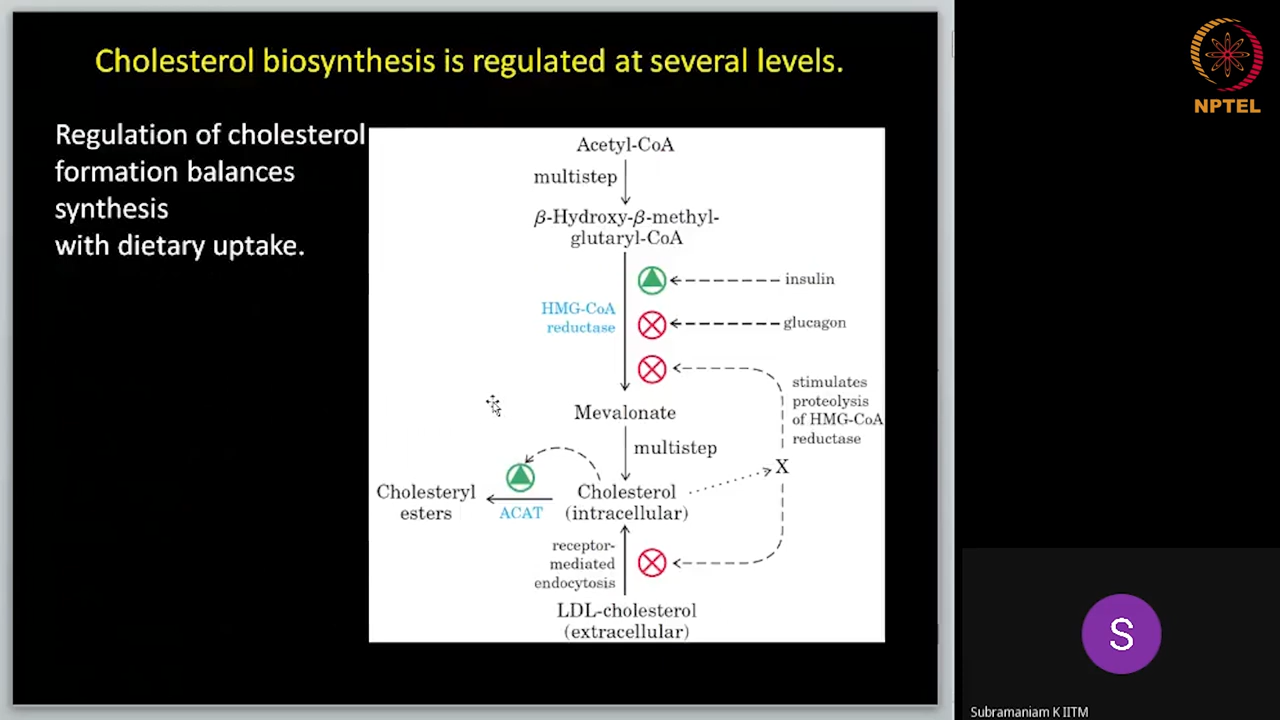 Cholesterol biosynthesis is regulated at several levels.
Regulation of cholesterol
formation balances
synthesis
with dietary uptake.
Acetyl-CoA
multistep
β-Hydroxy-β-methyl-
glutaryl-CoA
insulin
HMG-CoA
reductase
glucagon
stimulates
proteolysis
of HMG-CoA
reductase
Mevalonate
multistep
X
Cholesteryl
esters
ACAT
Cholesterol
(intracellular)
receptor-
mediated
endocytosis
LDL-cholesterol
(extracellular)
NPTEL
S
Subramaniam K IITM